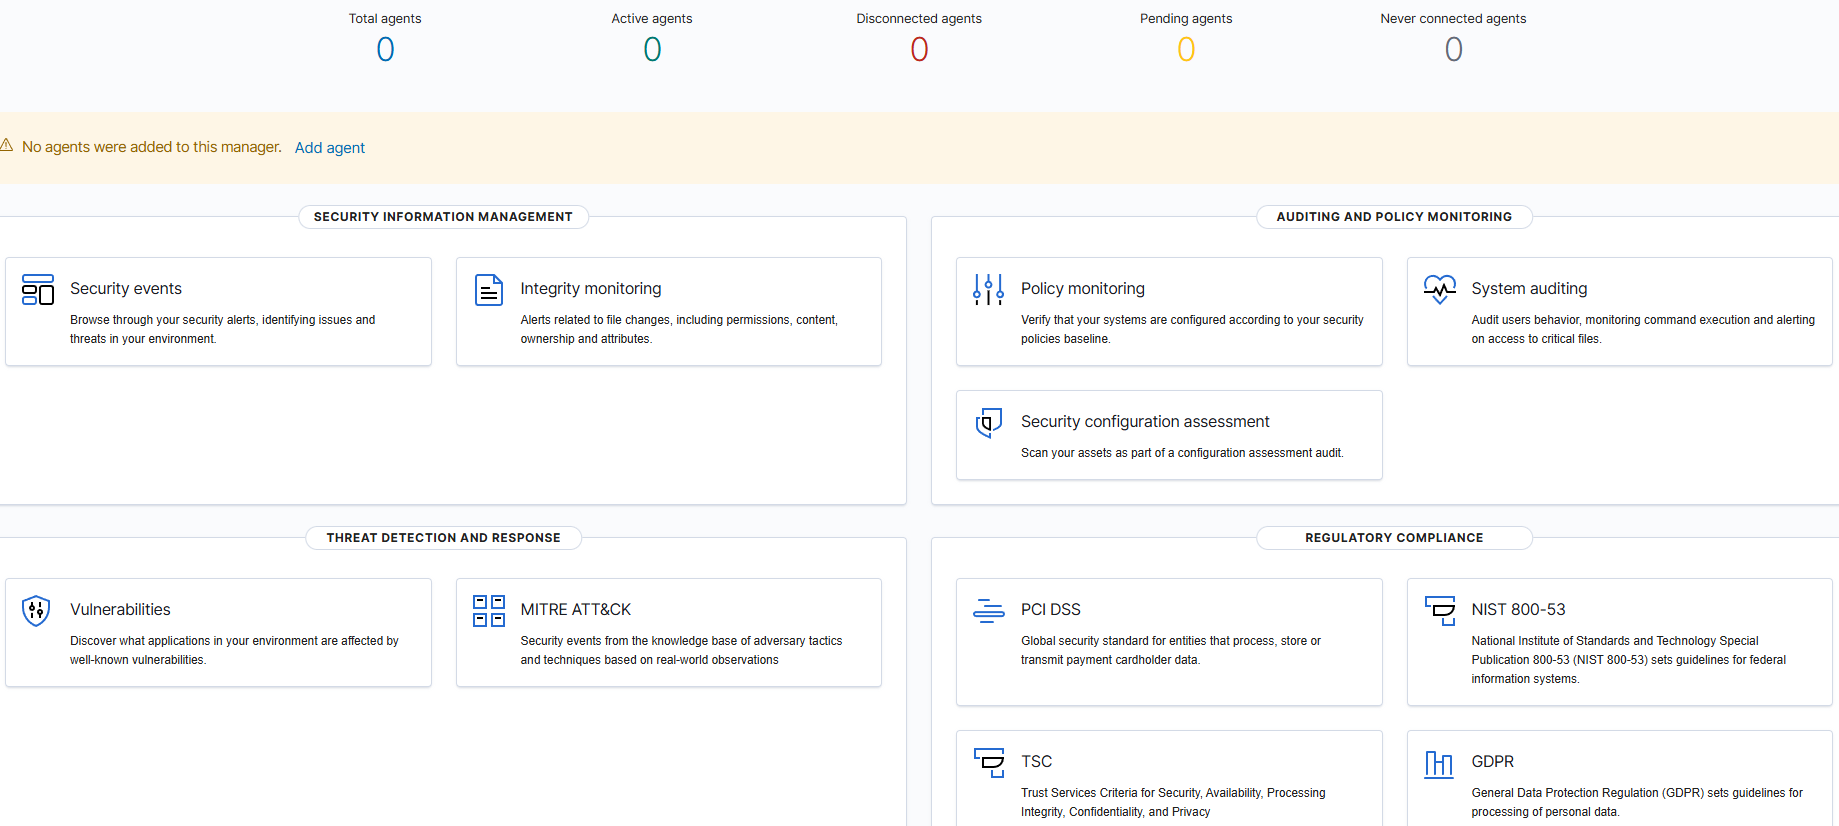 Total agents
0
Active agents
0
Disconnected agents
0
Pending agents
0
Never connected agents
0
No agents were added to this manager. Add agent
SECURITY INFORMATION MANAGEMENT
Security events
Browse through your security alerts, identifying issues and
threats in your environment.
Integrity monitoring
Alerts related to file changes, including permissions, content,
ownership and attributes.
AUDITING AND POLICY MONITORING
Policy monitoring
Verify that your systems are configured according to your security
policies baseline.
System auditing
Audit users behavior, monitoring command execution and alerting
on access to critical files.
Security configuration assessment
Scan your assets as part of a configuration assessment audit.
THREAT DETECTION AND RESPONSE
Vulnerabilities
Discover what applications in your environment are affected by
well-known vulnerabilities.
MITRE ATT&CK
Security events from the knowledge base of adversary tactics
and techniques based on real-world observations
REGULATORY COMPLIANCE
PCI DSS
Global security standard for entities that process, store or
transmit payment cardholder data.
NIST 800-53
National Institute of Standards and Technology Special
Publication 800-53 (NIST 800-53) sets guidelines for federal
information systems.
TSC
Trust Services Criteria for Security, Availability, Processing
Integrity, Confidentiality, and Privacy
GDPR
General Data Protection Regulation (GDPR) sets guidelines for
processing of personal data.